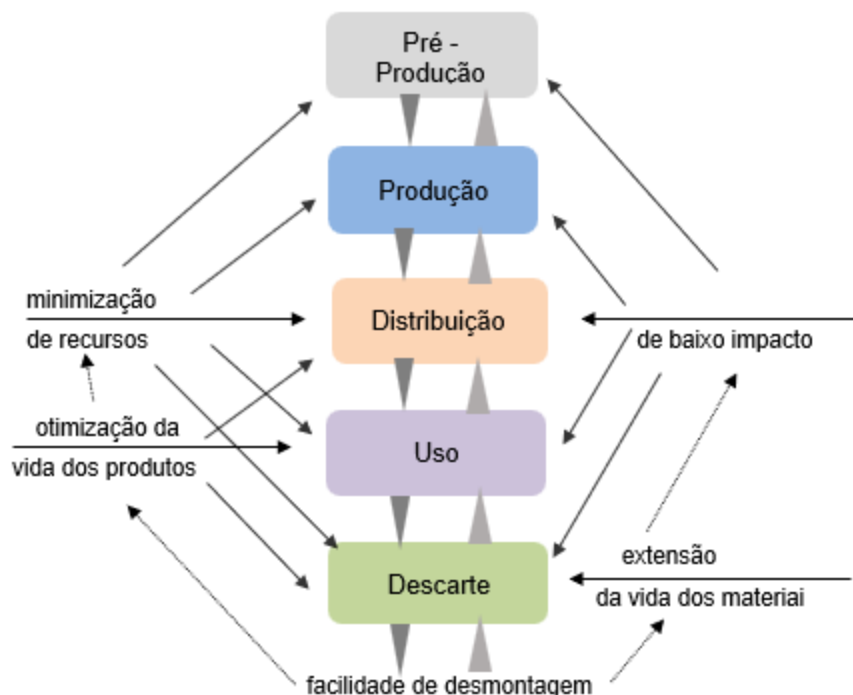 Pré -
Produção
Produção
minimização
de recursos
Distribuição
de baixo impacto
otimização da
vida dos produtos
Uso
extensão
da vida dos materiai
Descarte
facilidade de desmontagem